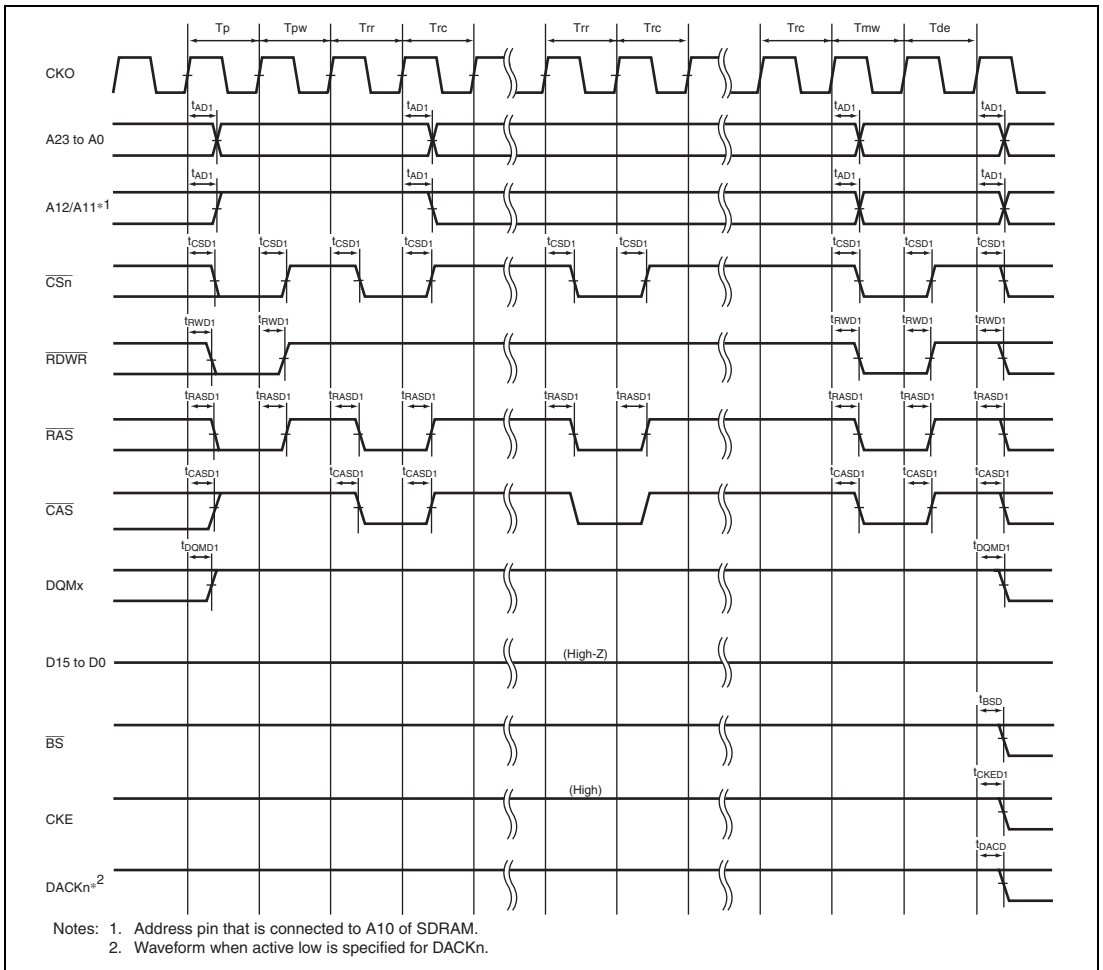 Tp Tpw Trr Trc Trr Trc Trc Tmw Tde
CKO
tAD1 tAD1 tAD1 tAD1
A23 to A0
tAD1 tAD1 tAD1 tAD1
A12/A11*1
tCSD1 tCSD1 tCSD1 tCSD1 tCSD1 tCSD1 tCSD1 tCSD1 tCSD1
CSn
tRWD1 tRWD1 tRWD1 tRWD1 tRWD1
RDWR
tRASD1 tRASD1 tRASD1 tRASD1 tRASD1 tRASD1 tRASD1 tRASD1 tRASD1
RAS
tCASD1 tCASD1 tCASD1 tCASD1 tCASD1 tCASD1
CAS
tDQMD1 tDQMD1
DQMx
(High-Z)
D15 to D0
tBSD
BS
tCKED1
(High)
CKE
tDACD
DACKn*2
Notes: 1. Address pin that is connected to A10 of SDRAM.
2. Waveform when active low is specified for DACKn.